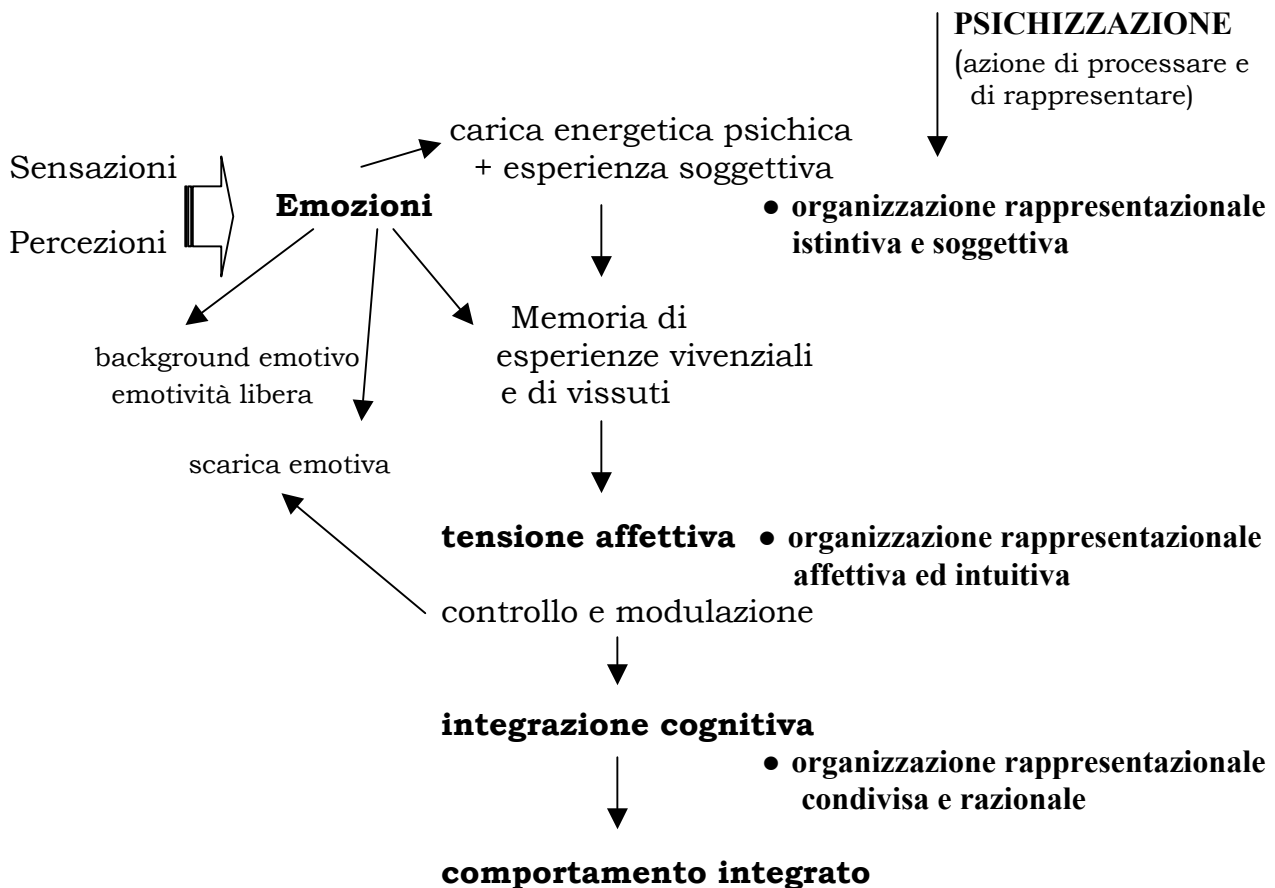 PSICHIZZAZIONE
(azione di processare e
di rappresentare)
carica energetica psichica
+ esperienza soggettiva
Sensazioni
Percezioni
Emozioni
● organizzazione rappresentazionale
istintiva e soggettiva
Memoria di
esperienze vivenziali
e di vissuti
background emotivo
emotività libera
scarica emotiva
tensione affettiva
● organizzazione rappresentazionale
affettiva ed intuitiva
controllo e modulazione
integrazione cognitiva
● organizzazione rappresentazionale
condivisa e razionale
comportamento integrato